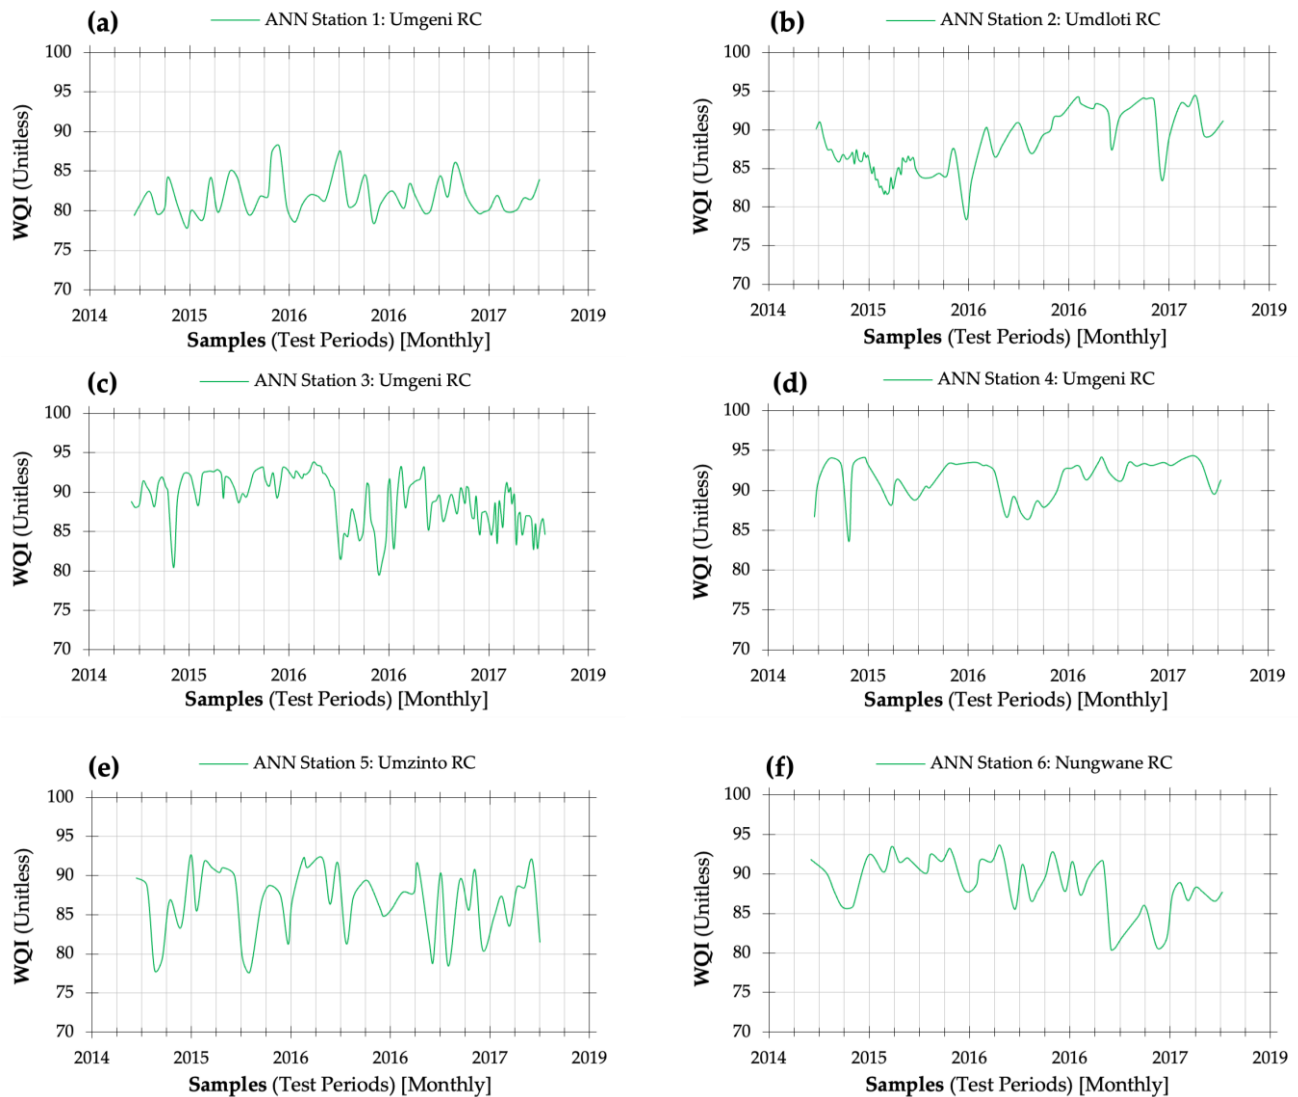 (a)
ANN Station 1: Umgeni RC
100
95
90
85
80
75
70
WQI (Unitless)
2014 2015 2016 2016 2017 2019
Samples (Test Periods) [Monthly]
(b)
ANN Station 2: Umdloti RC
100
95
90
85
80
75
70
WQI (Unitless)
2014 2015 2016 2016 2017 2019
Samples (Test Periods) [Monthly]
(c)
ANN Station 3: Umgeni RC
100
95
90
85
80
75
70
WQI (Unitless)
2014 2015 2016 2016 2017 2019
Samples (Test Periods) [Monthly]
(d)
ANN Station 4: Umgeni RC
100
95
90
85
80
75
70
WQI (Unitless)
2014 2015 2016 2016 2017 2019
Samples (Test Periods) [Monthly]
(e)
ANN Station 5: Umzinto RC
100
95
90
85
80
75
70
WQI (Unitless)
2014 2015 2016 2016 2017 2019
Samples (Test Periods) [Monthly]
(f)
ANN Station 6: Nungwane RC
100
95
90
85
80
75
70
WQI (Unitless)
2014 2015 2016 2016 2017 2019
Samples (Test Periods) [Monthly]